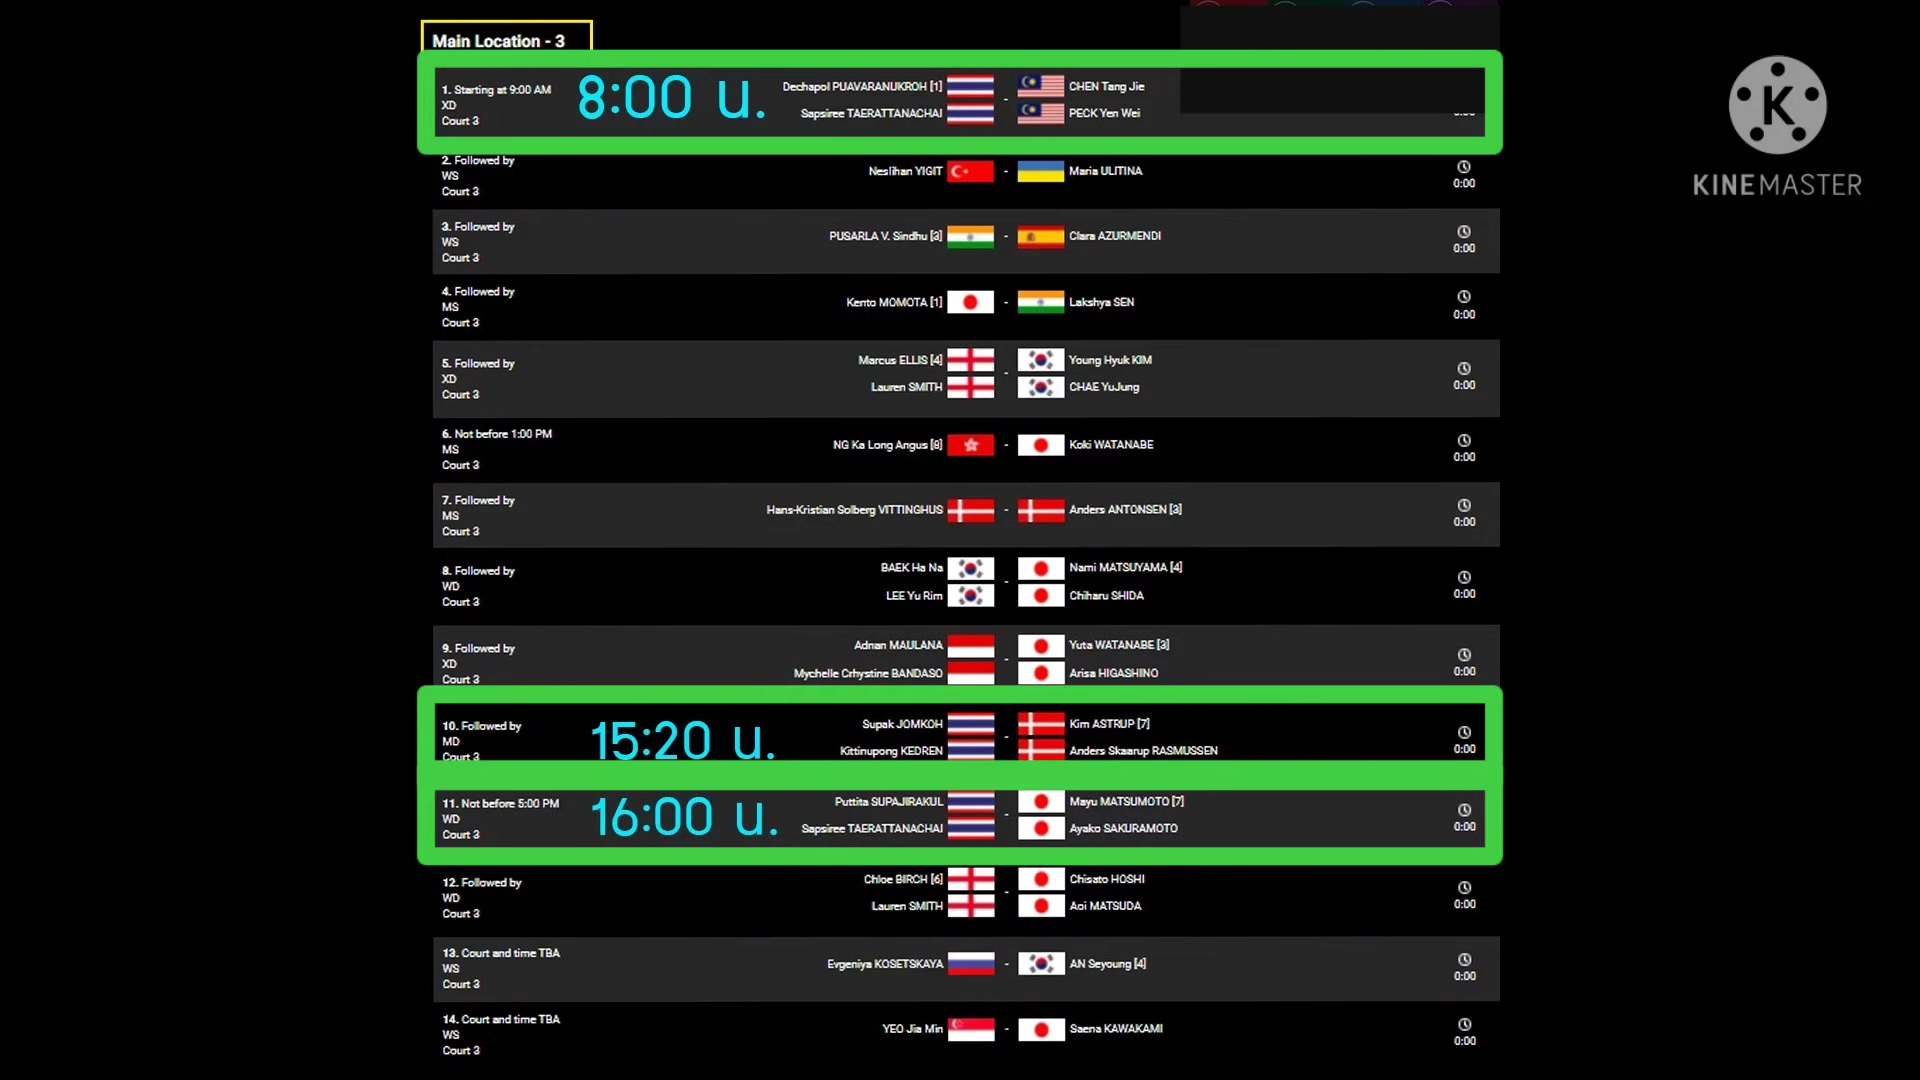 Main Location - 3
1. Starting at 9:00 AM
XD
Court 3
8:00 น.
Dechapol PUAVARANUKROH [1]
Sapsiree TAERATTANACHAI
-
CHEN Tang Jie
PECK Yen Wei
0:00
2. Followed by
WS
Court 3
Neslihan YIGIT
-
Maria ULITINA
0:00
3. Followed by
WS
Court 3
PUSARLA V. Sindhu [3]
-
Clara AZURMENDI
0:00
4. Followed by
MS
Court 3
Kento MOMOTA [1]
-
Lakshya SEN
0:00
5. Followed by
XD
Court 3
Marcus ELLIS [4]
Lauren SMITH
-
Young Hyuk KIM
CHAE YuJung
0:00
6. Not before 1:00 PM
MS
Court 3
NG Ka Long Angus [8]
-
Koki WATANABE
0:00
7. Followed by
MS
Court 3
Hans-Kristian Solberg VITTINGHUS
-
Anders ANTONSEN [3]
0:00
8. Followed by
WD
Court 3
BAEK Ha Na
LEE Yu Rim
-
Nami MATSUYAMA [4]
Chiharu SHIDA
0:00
9. Followed by
XD
Court 3
Adnan MAULANA
Mychelle Crhystine BANDASO
-
Yuta WATANABE [3]
Arisa HIGASHINO
0:00
10. Followed by
MD
Court 3
15:20 น.
Supak JOMKOH
Kittinupong KEDREN
-
Kim ASTRUP [7]
Anders Skaarup RASMUSSEN
0:00
11. Not before 5:00 PM
WD
Court 3
16:00 น.
Puttita SUPAJIRAKUL
Sapsiree TAERATTANACHAI
-
Mayu MATSUMOTO [7]
Ayako SAKURAMOTO
0:00
12. Followed by
WD
Court 3
Chloe BIRCH [6]
Lauren SMITH
-
Chisato HOSHI
Aoi MATSUDA
0:00
13. Court and time TBA
WS
Court 3
Evgeniya KOSETSKAYA
-
AN Seyoung [4]
0:00
14. Court and time TBA
WS
Court 3
YEO Jia Min
-
Saena KAWAKAMI
0:00
K
KINEMASTER